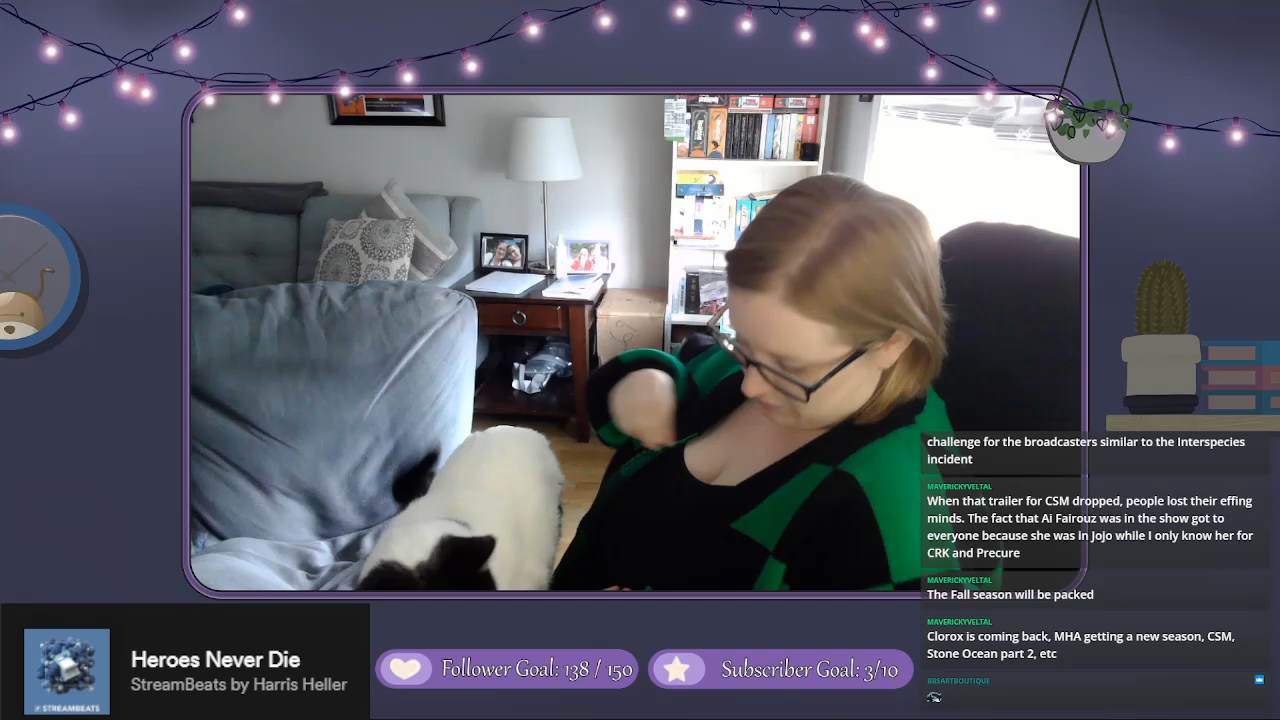 challenge for the broadcasters similar to the Interspecies
incident
MAVERICKYVELTAL
When that trailer for CSM dropped, people lost their effing
minds. The fact that Ai Fairouz was in the show got to
everyone because she was in Jojo while I only know her for
CRK and Precure
MAVERICKYVELTAL
The Fall season will be packed
MAVERICKYVELTAL
Clorox is coming back, MHA getting a new season, CSM,
Stone Ocean part 2, etc
BBSARTBOUTIQUE
Heroes Never Die
StreamBeats by Harris Heller
STREAMBEATS
Follower Goal: 138 / 150
Subscriber Goal: 3/10